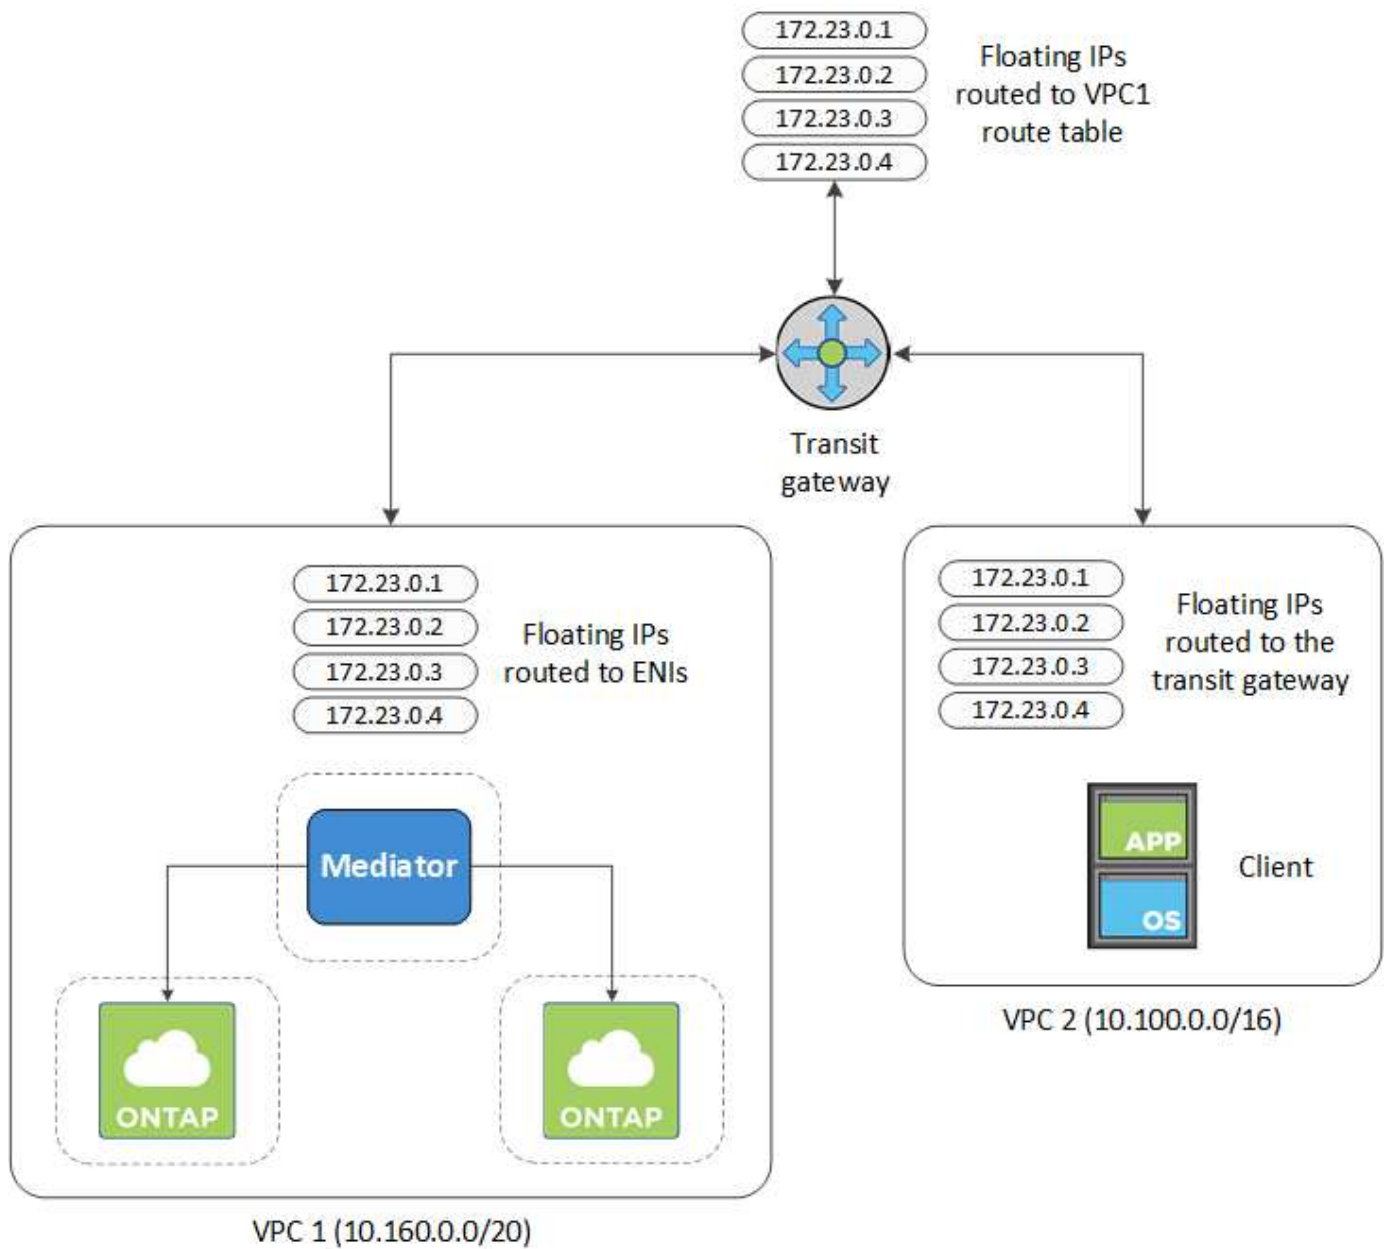 172.23.0.1
172.23.0.2
172.23.0.3
172.23.0.4
Floating IPs
routed to VPC1
route table
Transit
gateway
172.23.0.1
172.23.0.2
172.23.0.3
172.23.0.4
Floating IPs
routed to ENIs
Mediator
ONTAP
ONTAP
VPC 1 (10.160.0.0/20)
172.23.0.1
172.23.0.2
172.23.0.3
172.23.0.4
Floating IPs
routed to the
transit gateway
APP
OS
Client
VPC 2 (10.100.0.0/16)